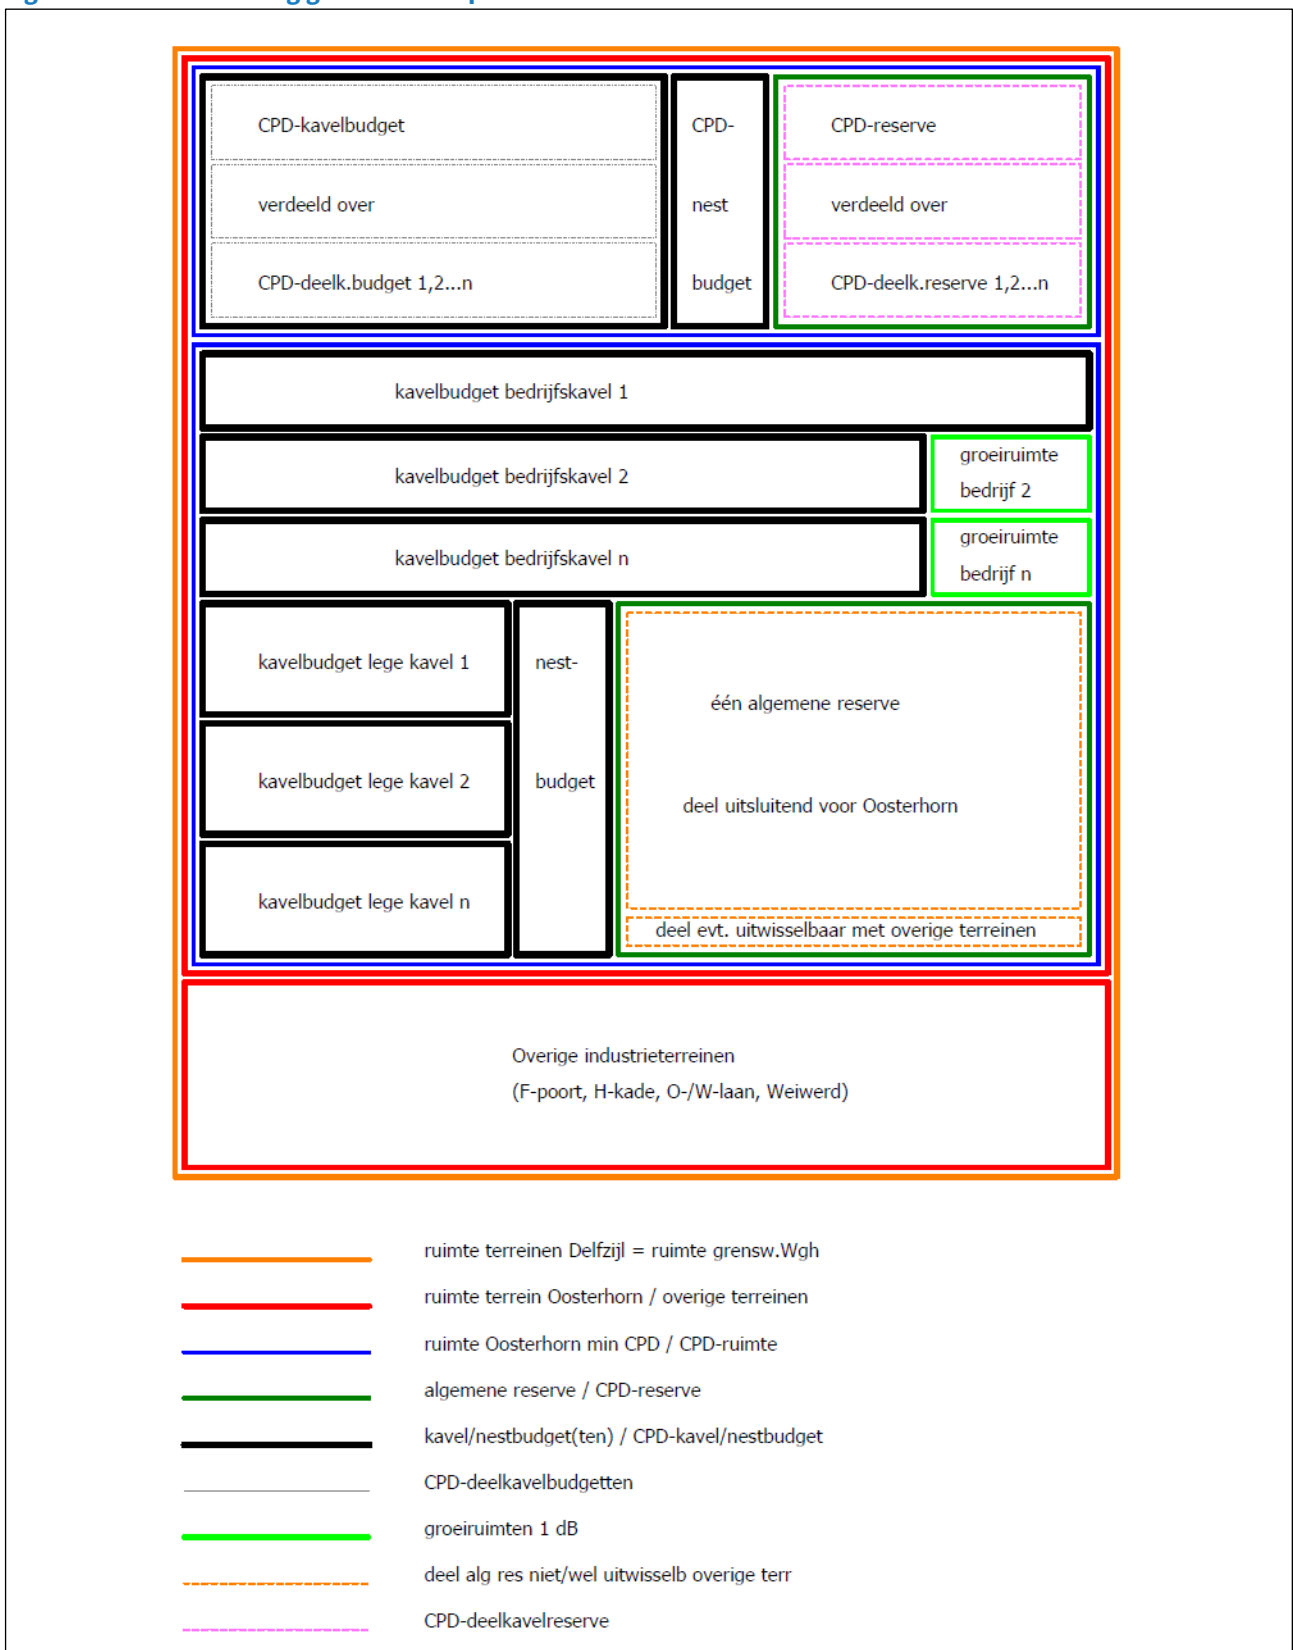 CPD-kavelbudget
verdeeld over
CPD-deelk.budget 1,2...n
CPD-
nest
budget
CPD-reserve
verdeeld over
CPD-deelk.reserve 1,2...n
kavelbudget bedrijfskavel 1
kavelbudget bedrijfskavel 2
groeiruimte
bedrijf 2
kavelbudget bedrijfskavel n
groeiruimte
bedrijf n
kavelbudget lege kavel 1
kavelbudget lege kavel 2
kavelbudget lege kavel n
nest-
budget
één algemene reserve
deel uitsluitend voor Oosterhorn
deel evt. uitwisselbaar met overige terreinen
Overige industrieterreinen
(F-poort, H-kade, O-/W-laan, Weiwerd)
ruimte terreinen Delfzijl = ruimte grensw.Wgh
ruimte terrein Oosterhorn / overige terreinen
ruimte Oosterhorn min CPD / CPD-ruimte
algemene reserve / CPD-reserve
kavel/nestbudget(ten) / CPD-kavel/nestbudget
CPD-deelkavelbudgetten
groeiruimten 1 dB
deel alg res niet/wel uitwisselb overige terr
CPD-deelkavelreserve